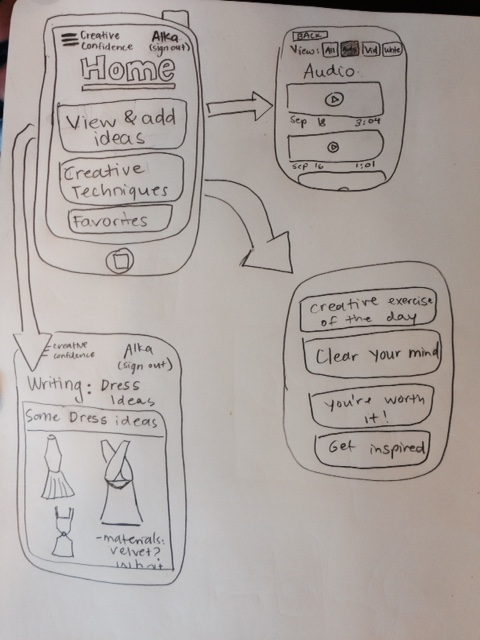 Creative
Confidence
Alka
(sign out)
Home
View & add
ideas
Creative
Techniques
Favorites
BACK
View: All Audio Vid Write
Audio
Sep 18 3:04
Sep 16 1:01
creative exercise
of the day
Clear your mind
you're worth
it!
Get inspired
creative
confidence
Alka
(sign out)
Writing: Dress
Ideas
Some Dress ideas
-materials:
velvet?
what